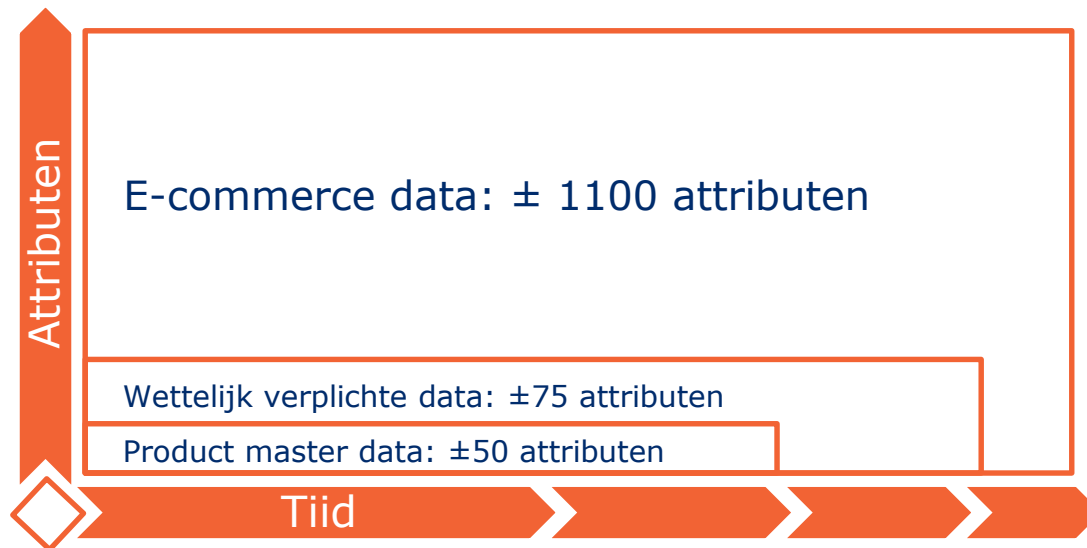 Attributen
E-commerce data: ± 1100 attributen
Wettelijk verplichte data: ±75 attributen
Product master data: ±50 attributen
Tiid